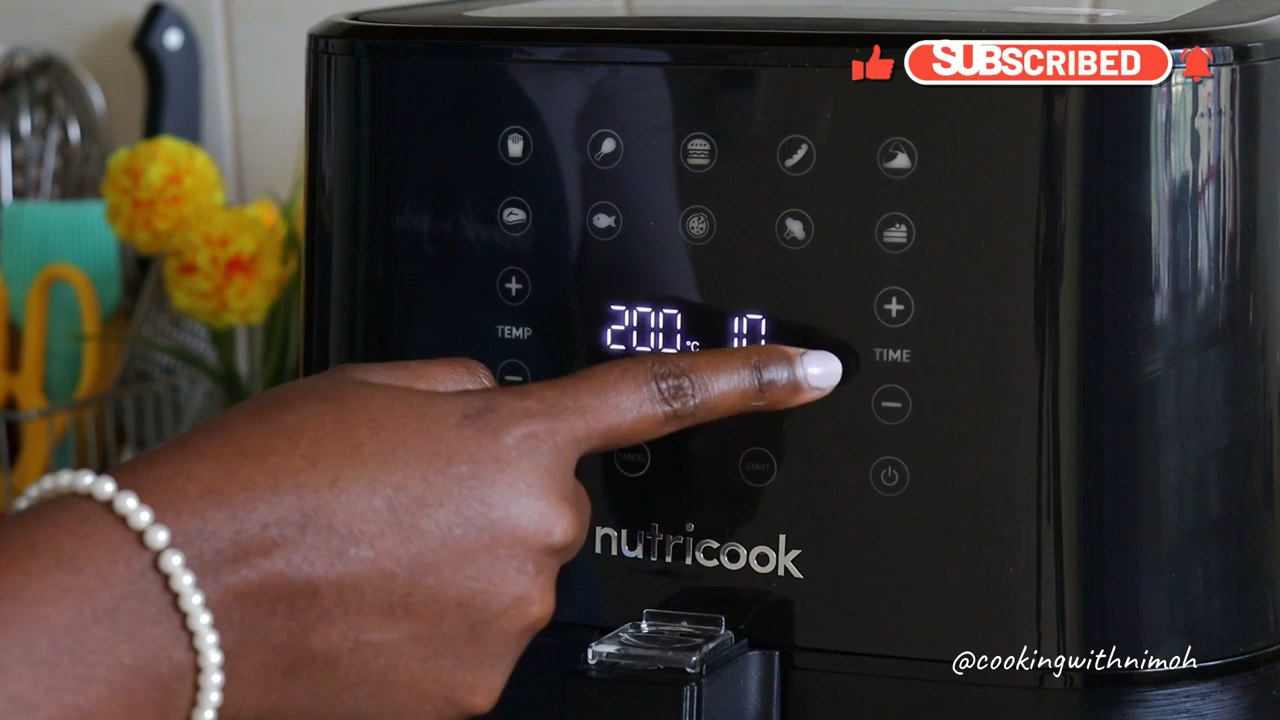 SUBSCRIBED
200°C 10
TEMP
TIME
CANCEL
START
nutricook
@cookingwithnimoh